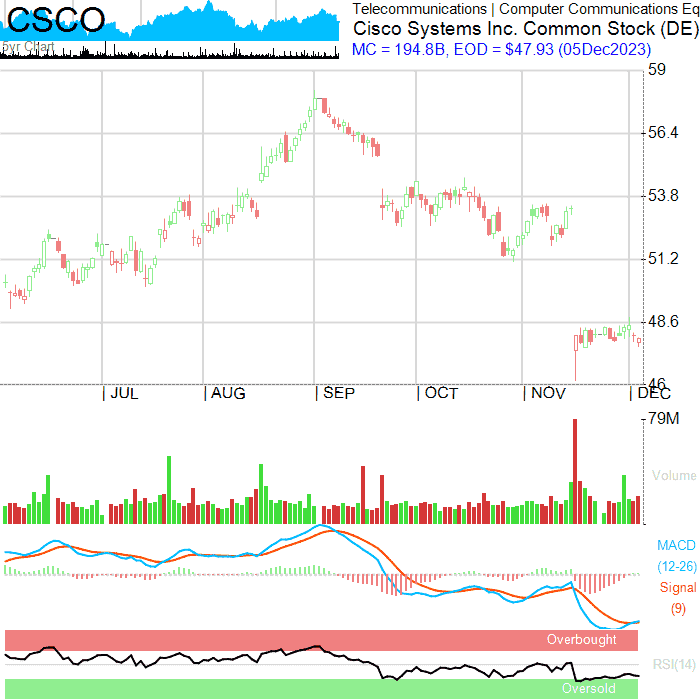 CSCO
5yr Chart
Telecommunications | Computer Communications Eq
Cisco Systems Inc. Common Stock (DE)
MC = 194.8B, EOD = $47.93 (05Dec2023)
59
56.4
53.8
51.2
48.6
46
| JUL | AUG | SEP | OCT | NOV | DEC
79M
Volume
MACD
(12-26)
Signal
(9)
Overbought
RSI(14)
Oversold